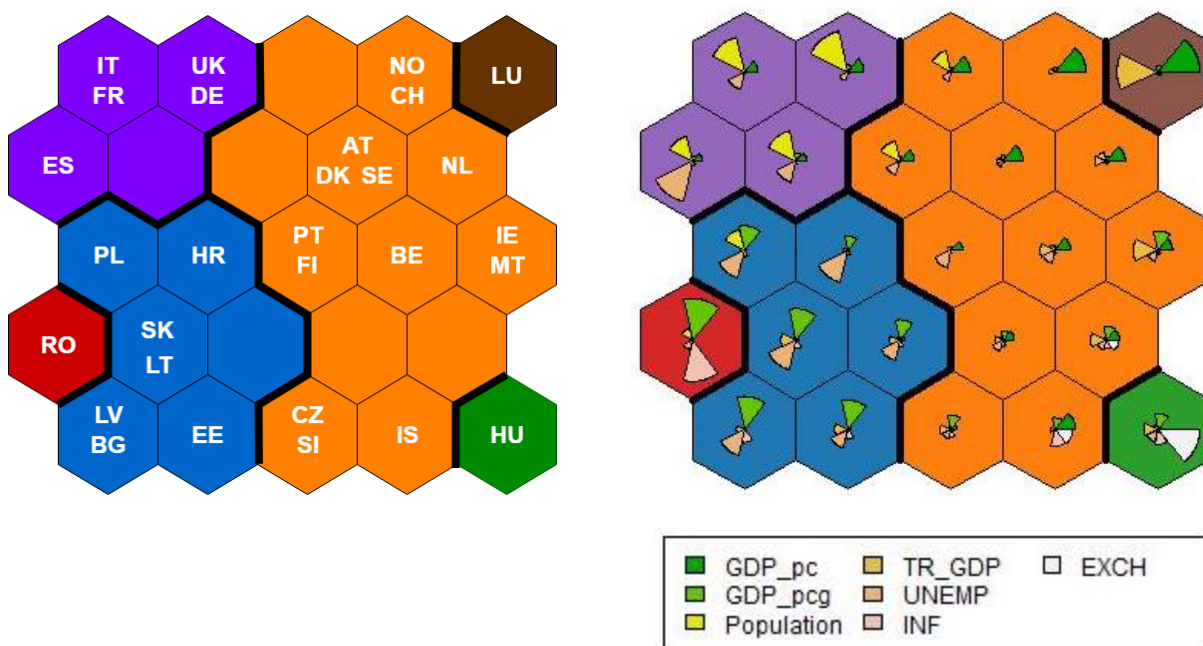 IT
FR
UK
DE
NO
CH
LU
ES
AT
DK SE
NL
PL
HR
PT
FI
BE
IE
MT
RO
SK
LT
LV
BG
EE
CZ
SI
IS
HU
GDP_pc
GDP_pcg
Population
TR_GDP
UNEMP
INF
EXCH